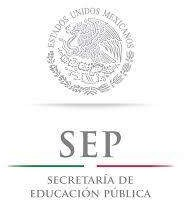 ESTADOS UNIDOS MEXICANOS
SEP
SECRETARÍA DE
EDUCACIÓN PÚBLICA